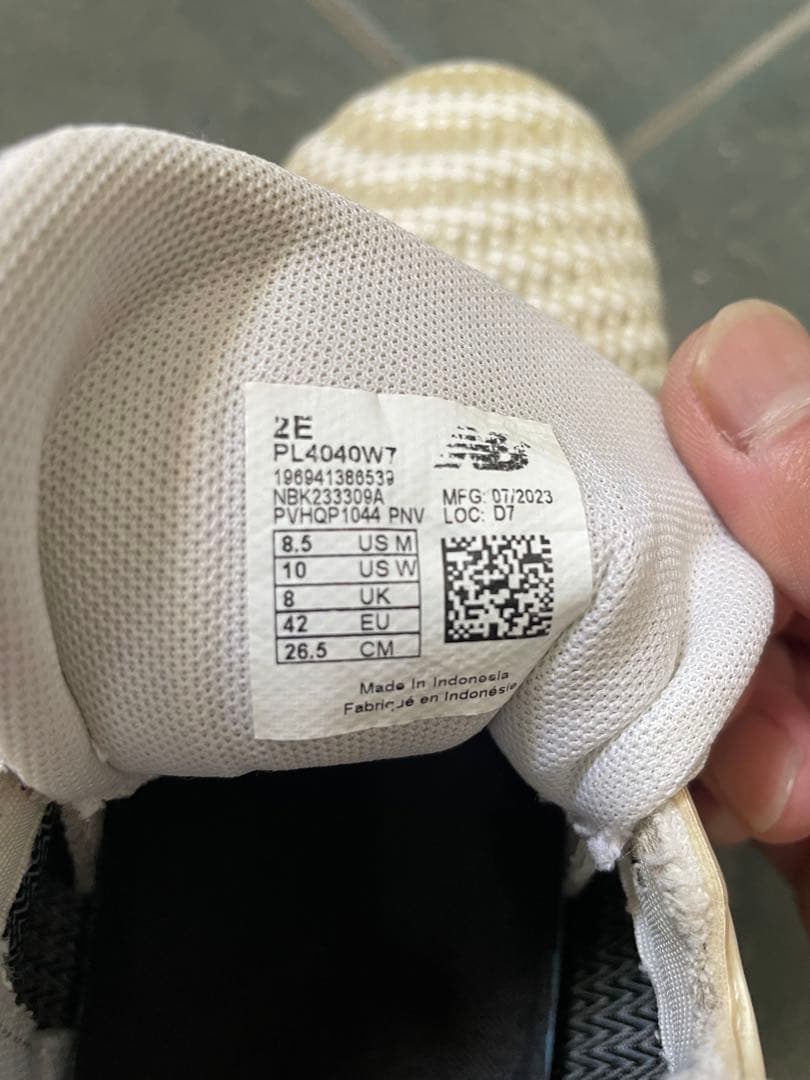 2E
PL4040W7
196941386539
NBK233309A
PVHQP1044 PNV
MFG: 07/2023
LOC: D7
8.5 US M
10 US W
8 UK
42 EU
26.5 CM
Made In Indonesia
Fabriqué en Indonésie